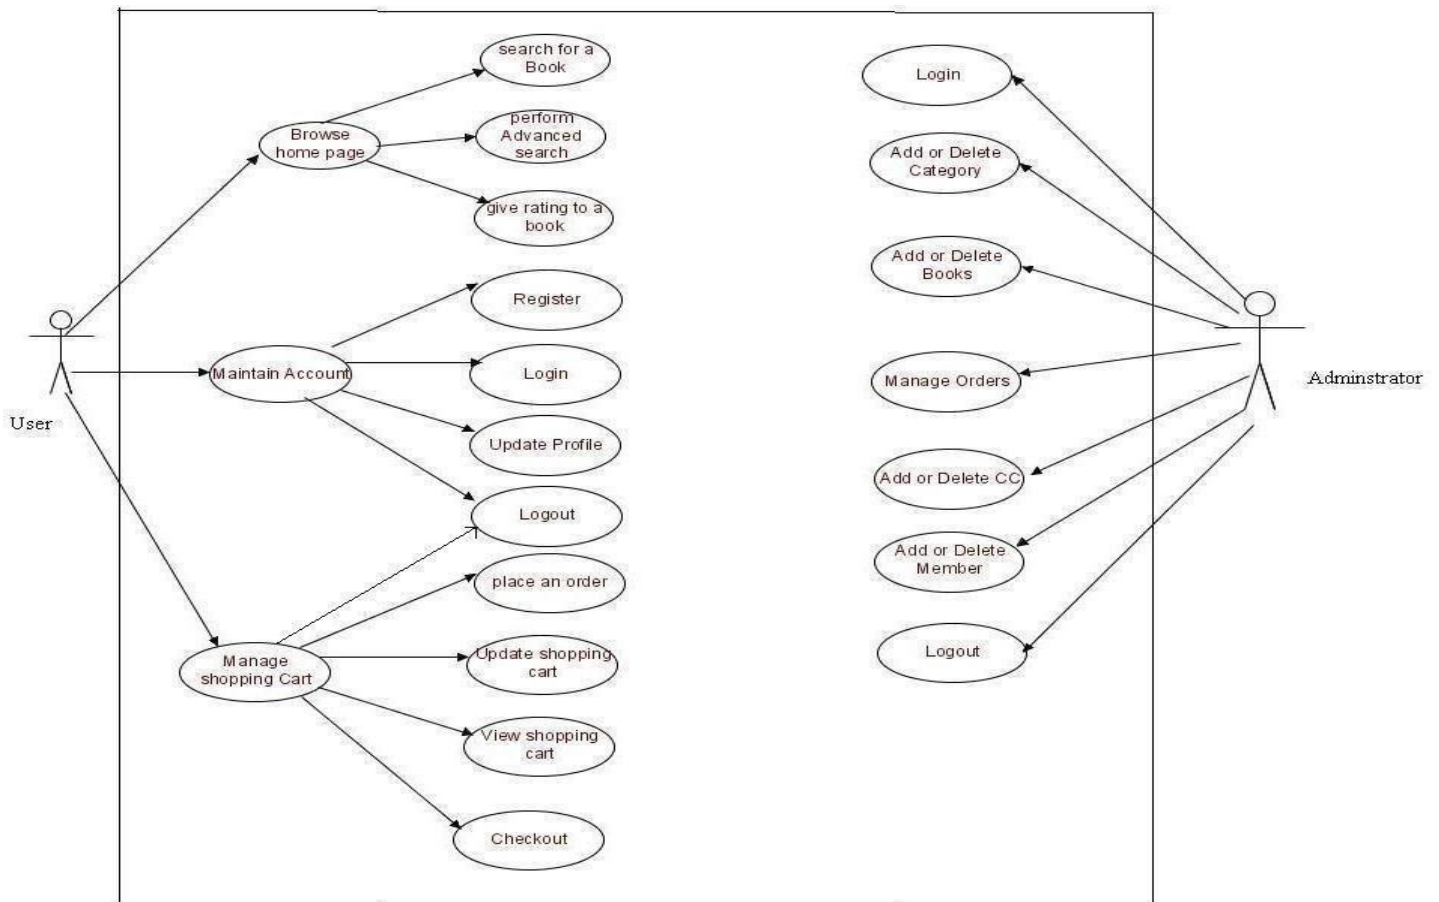 search for a
Book
Browse
home page
perform
Advanced
search
give rating to a
book
Register
Maintain Account
Login
Update Profile
Logout
User
place an order
Manage
shopping Cart
Update shopping
cart
View shopping
cart
Checkout
Login
Add or Delete
Category
Add or Delete
Books
Manage Orders
Adminstrator
Add or Delete CC
Add or Delete
Member
Logout